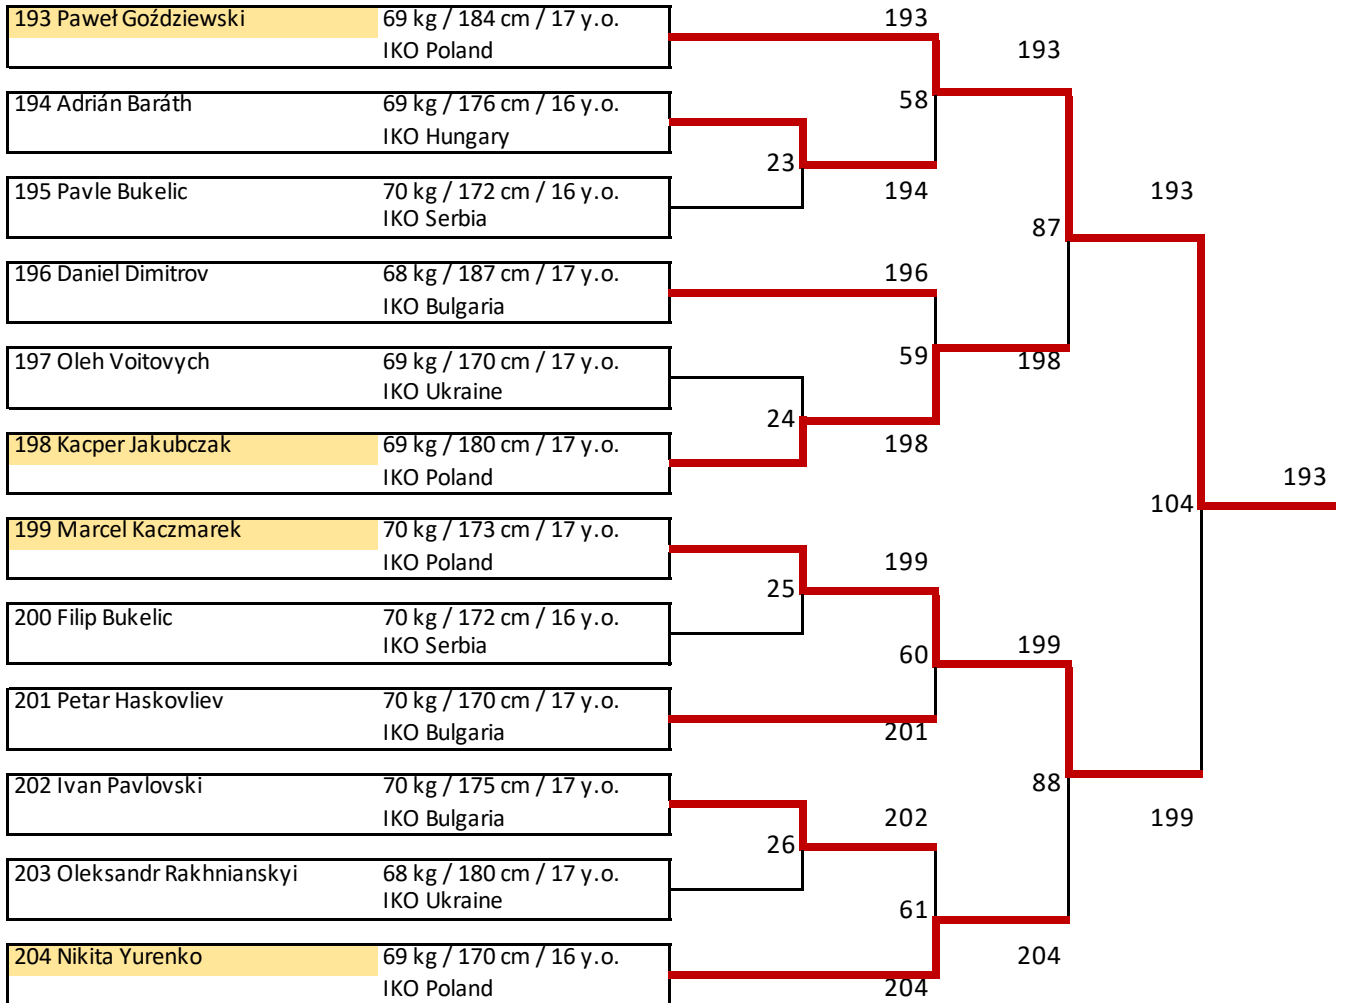 193 Paweł Goździewski 69 kg / 184 cm / 17 y.o. 193
IKO Poland 193
194 Adrián Baráth 69 kg / 176 cm / 16 y.o. 58
IKO Hungary
23
195 Pavle Bukelic 70 kg / 172 cm / 16 y.o. 194 193
IKO Serbia
87
196 Daniel Dimitrov 68 kg / 187 cm / 17 y.o. 196
IKO Bulgaria
197 Oleh Voitovych 69 kg / 170 cm / 17 y.o. 59 198
IKO Ukraine
24
198 Kacper Jakubczak 69 kg / 180 cm / 17 y.o. 198
IKO Poland 193
104
199 Marcel Kaczmarek 70 kg / 173 cm / 17 y.o.
IKO Poland 199
25
200 Filip Bukelic 70 kg / 172 cm / 16 y.o.
IKO Serbia 199
60
201 Petar Haskovliev 70 kg / 170 cm / 17 y.o.
IKO Bulgaria 201
202 Ivan Pavlovski 70 kg / 175 cm / 17 y.o. 88
IKO Bulgaria 202 199
26
203 Oleksandr Rakhnianskyi 68 kg / 180 cm / 17 y.o.
IKO Ukraine 61
204 Nikita Yurenko 69 kg / 170 cm / 16 y.o. 204
IKO Poland 204